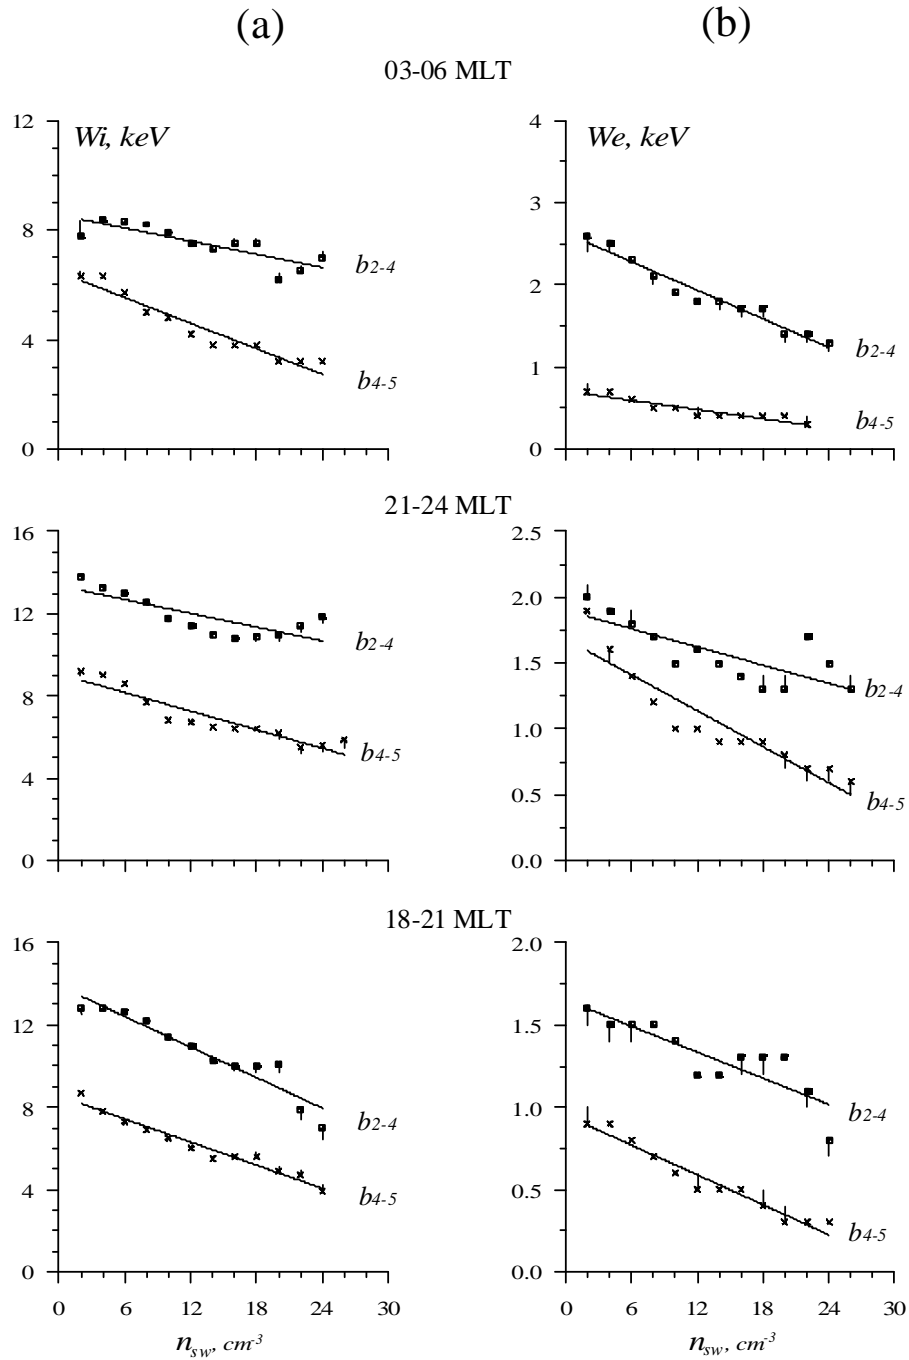 (a) (b)
03-06 MLT
12 Wi, keV 4 We, keV
3
8
b2-4
2
4 b2-4
b4-5 1
b4-5
0 0
21-24 MLT
16 2.5
2.0
12
b2-4 1.5
8 b2-4
1.0
b4-5
4 b4-5
0.5
0 0.0
18-21 MLT
16 2.0
12 1.5
8 b2-4 1.0 b2-4
4 b4-5 0.5
b4-5
0 0.0
0 6 12 18 24 30 0 6 12 18 24 30
nsw, cm-3 nsw, cm-3